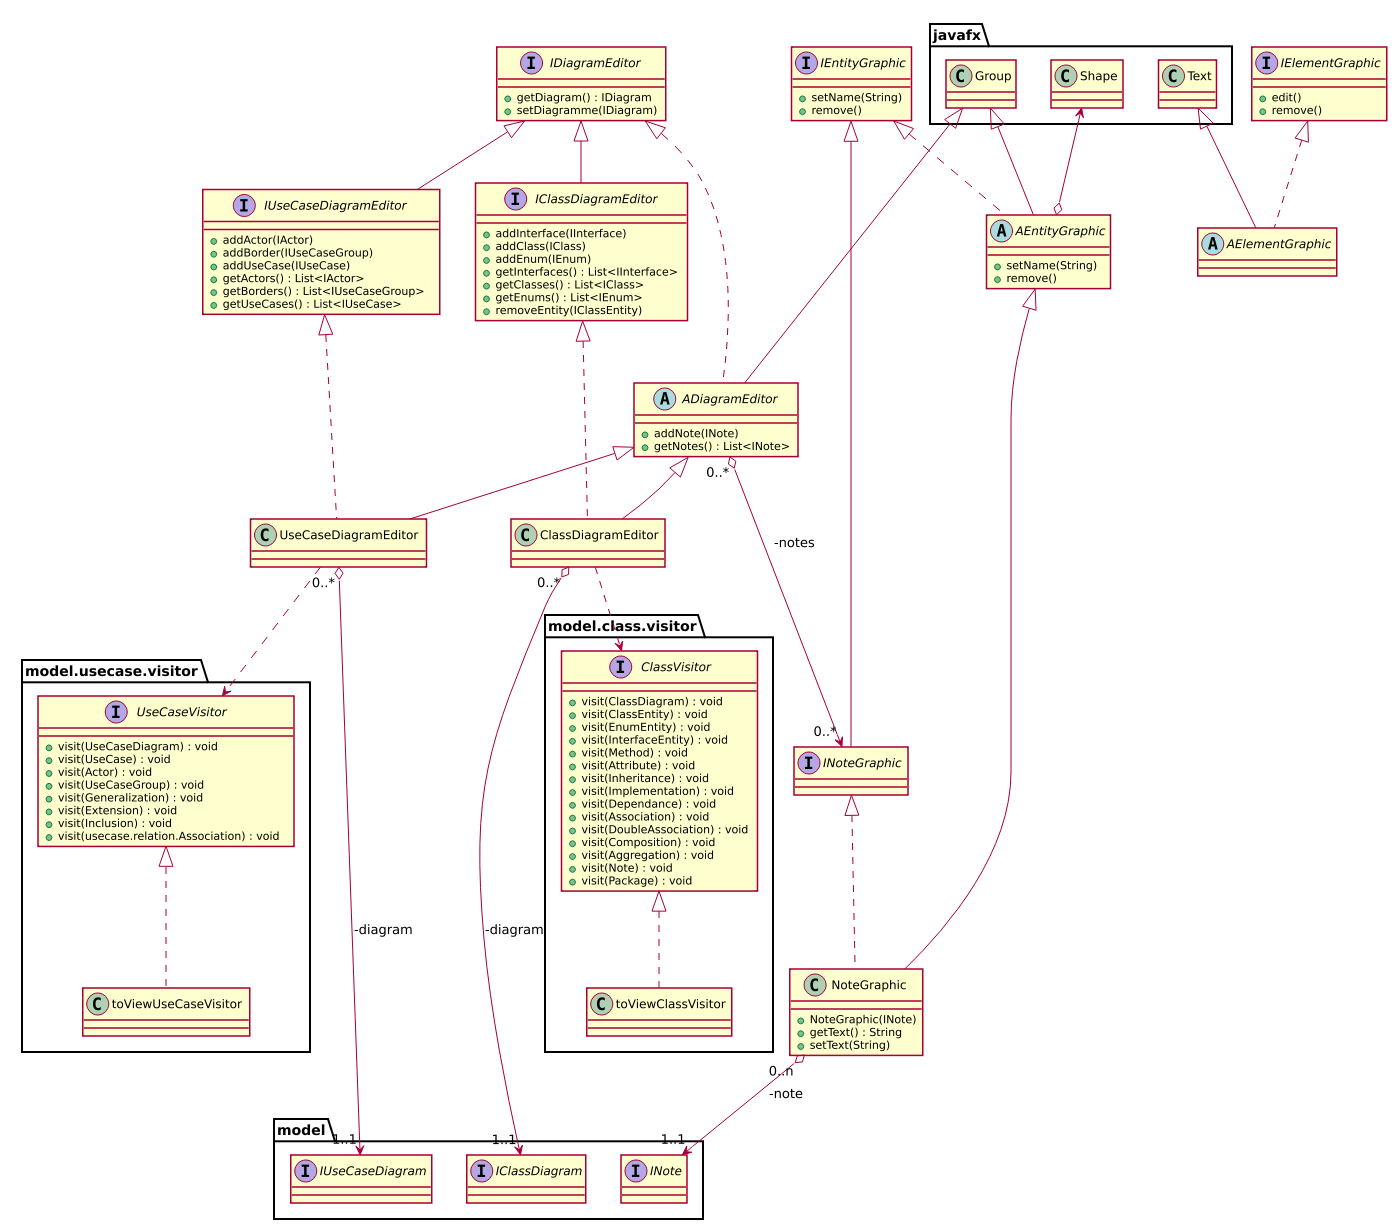 javafx
I IDiagramEditor
getDiagram() : IDiagram
setDiagramme(IDiagram)
I IEntityGraphic
setName(String)
remove()
C Group
C Shape
C Text
I IElementGraphic
edit()
remove()
I IUseCaseDiagramEditor
addActor(IActor)
addBorder(IUseCaseGroup)
addUseCase(IUseCase)
getActors() : List<IActor>
getBorders() : List<IUseCaseGroup>
getUseCases() : List<IUseCase>
I IClassDiagramEditor
addInterface(IInterface)
addClass(IClass)
addEnum(IEnum)
getInterfaces() : List<IInterface>
getClasses() : List<IClass>
getEnums() : List<IEnum>
removeEntity(IClassEntity)
A AEntityGraphic
setName(String)
remove()
A AElementGraphic
A ADiagramEditor
addNote(INote)
getNotes() : List<INote>
0..*
C UseCaseDiagramEditor
C ClassDiagramEditor
-notes
0..*
0..*
model.class.visitor
I ClassVisitor
visit(ClassDiagram) : void
visit(ClassEntity) : void
visit(EnumEntity) : void
visit(InterfaceEntity) : void
visit(Method) : void
visit(Attribute) : void
visit(Inheritance) : void
visit(Implementation) : void
visit(Dependance) : void
visit(Association) : void
visit(DoubleAssociation) : void
visit(Composition) : void
visit(Aggregation) : void
visit(Note) : void
visit(Package) : void
model.usecase.visitor
I UseCaseVisitor
visit(UseCaseDiagram) : void
visit(UseCase) : void
visit(Actor) : void
visit(UseCaseGroup) : void
visit(Generalization) : void
visit(Extension) : void
visit(Inclusion) : void
visit(usecase.relation.Association) : void
0..*
I INoteGraphic
-diagram
-diagram
C toViewUseCaseVisitor
C toViewClassVisitor
C NoteGraphic
NoteGraphic(INote)
getText() : String
setText(String)
0..n
-note
model
1..1
1..1
1..1
I IUseCaseDiagram
I IClassDiagram
I INote